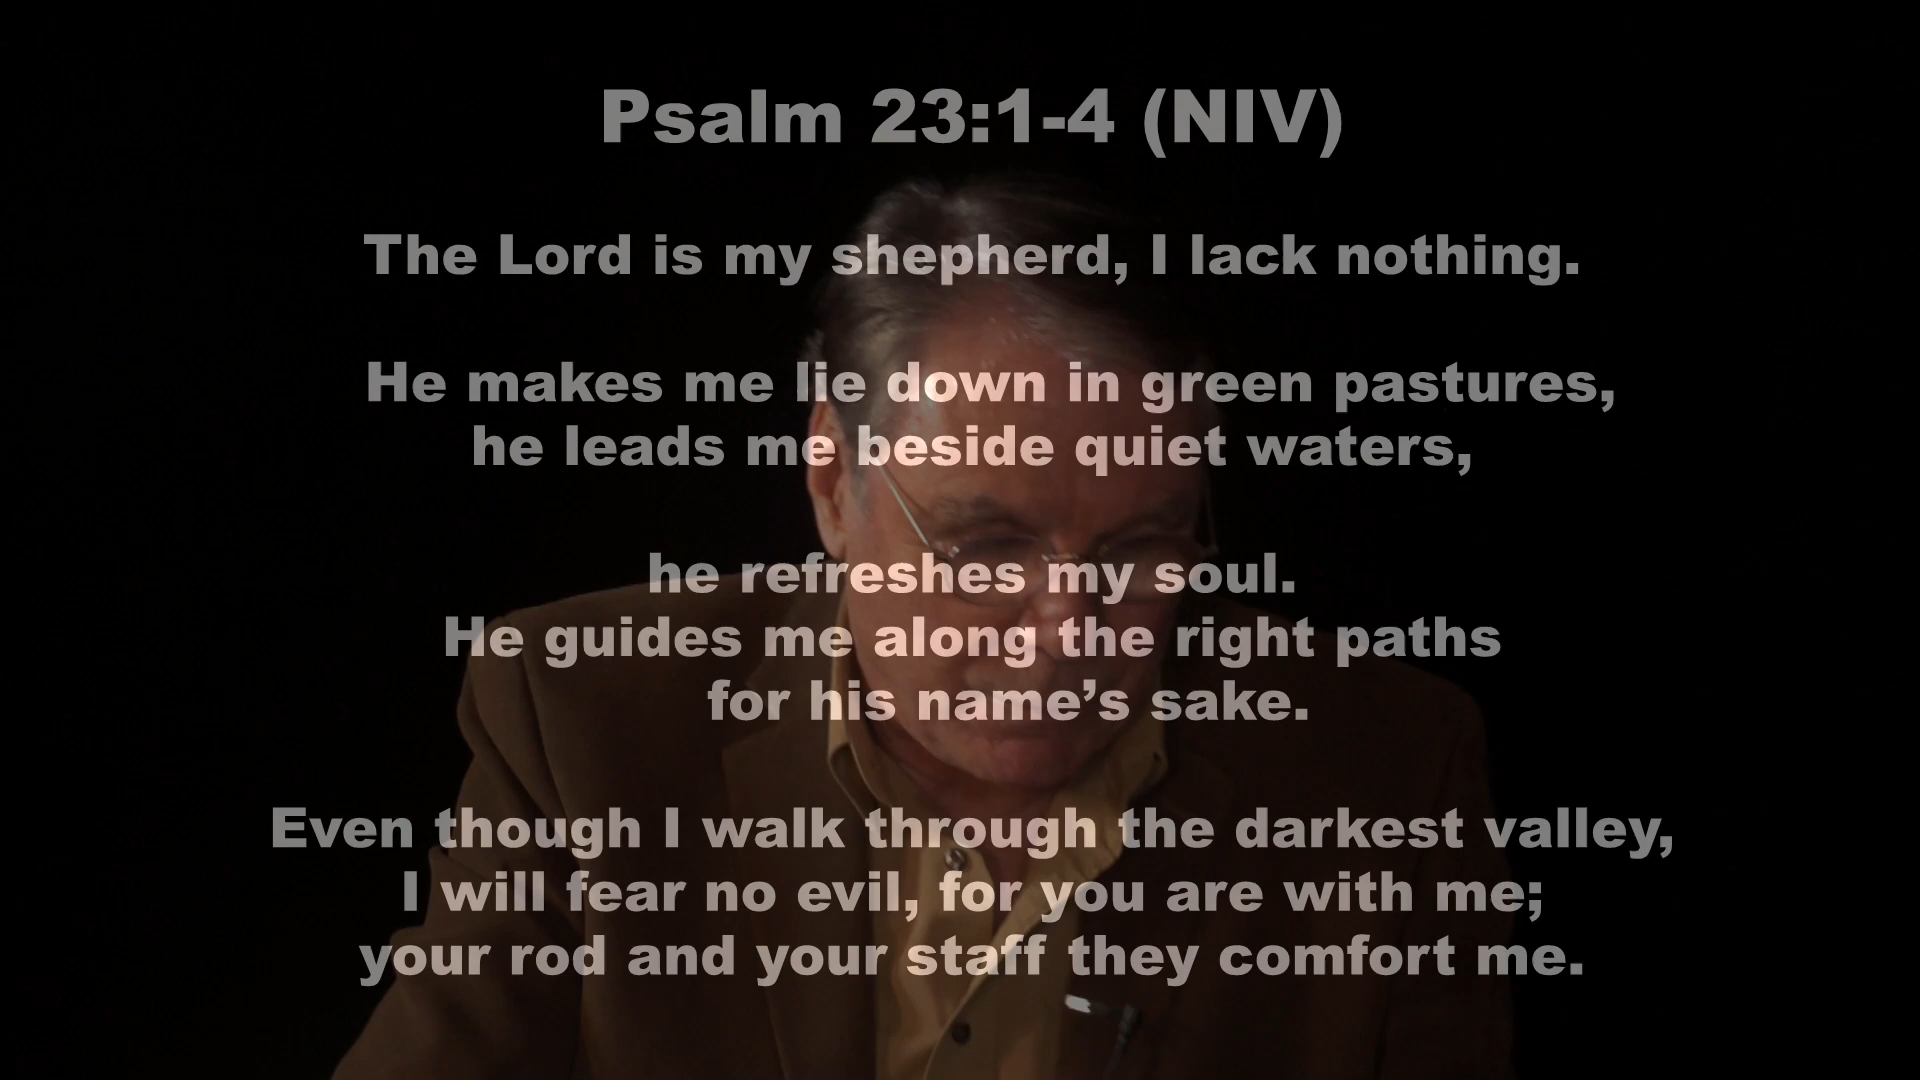 Psalm 23:1-4 (NIV)
The Lord is my shepherd, I lack nothing.
He makes me lie down in green pastures,
he leads me beside quiet waters,
he refreshes my soul.
He guides me along the right paths
for his name’s sake.
Even though I walk through the darkest valley,
I will fear no evil, for you are with me;
your rod and your staff they comfort me.